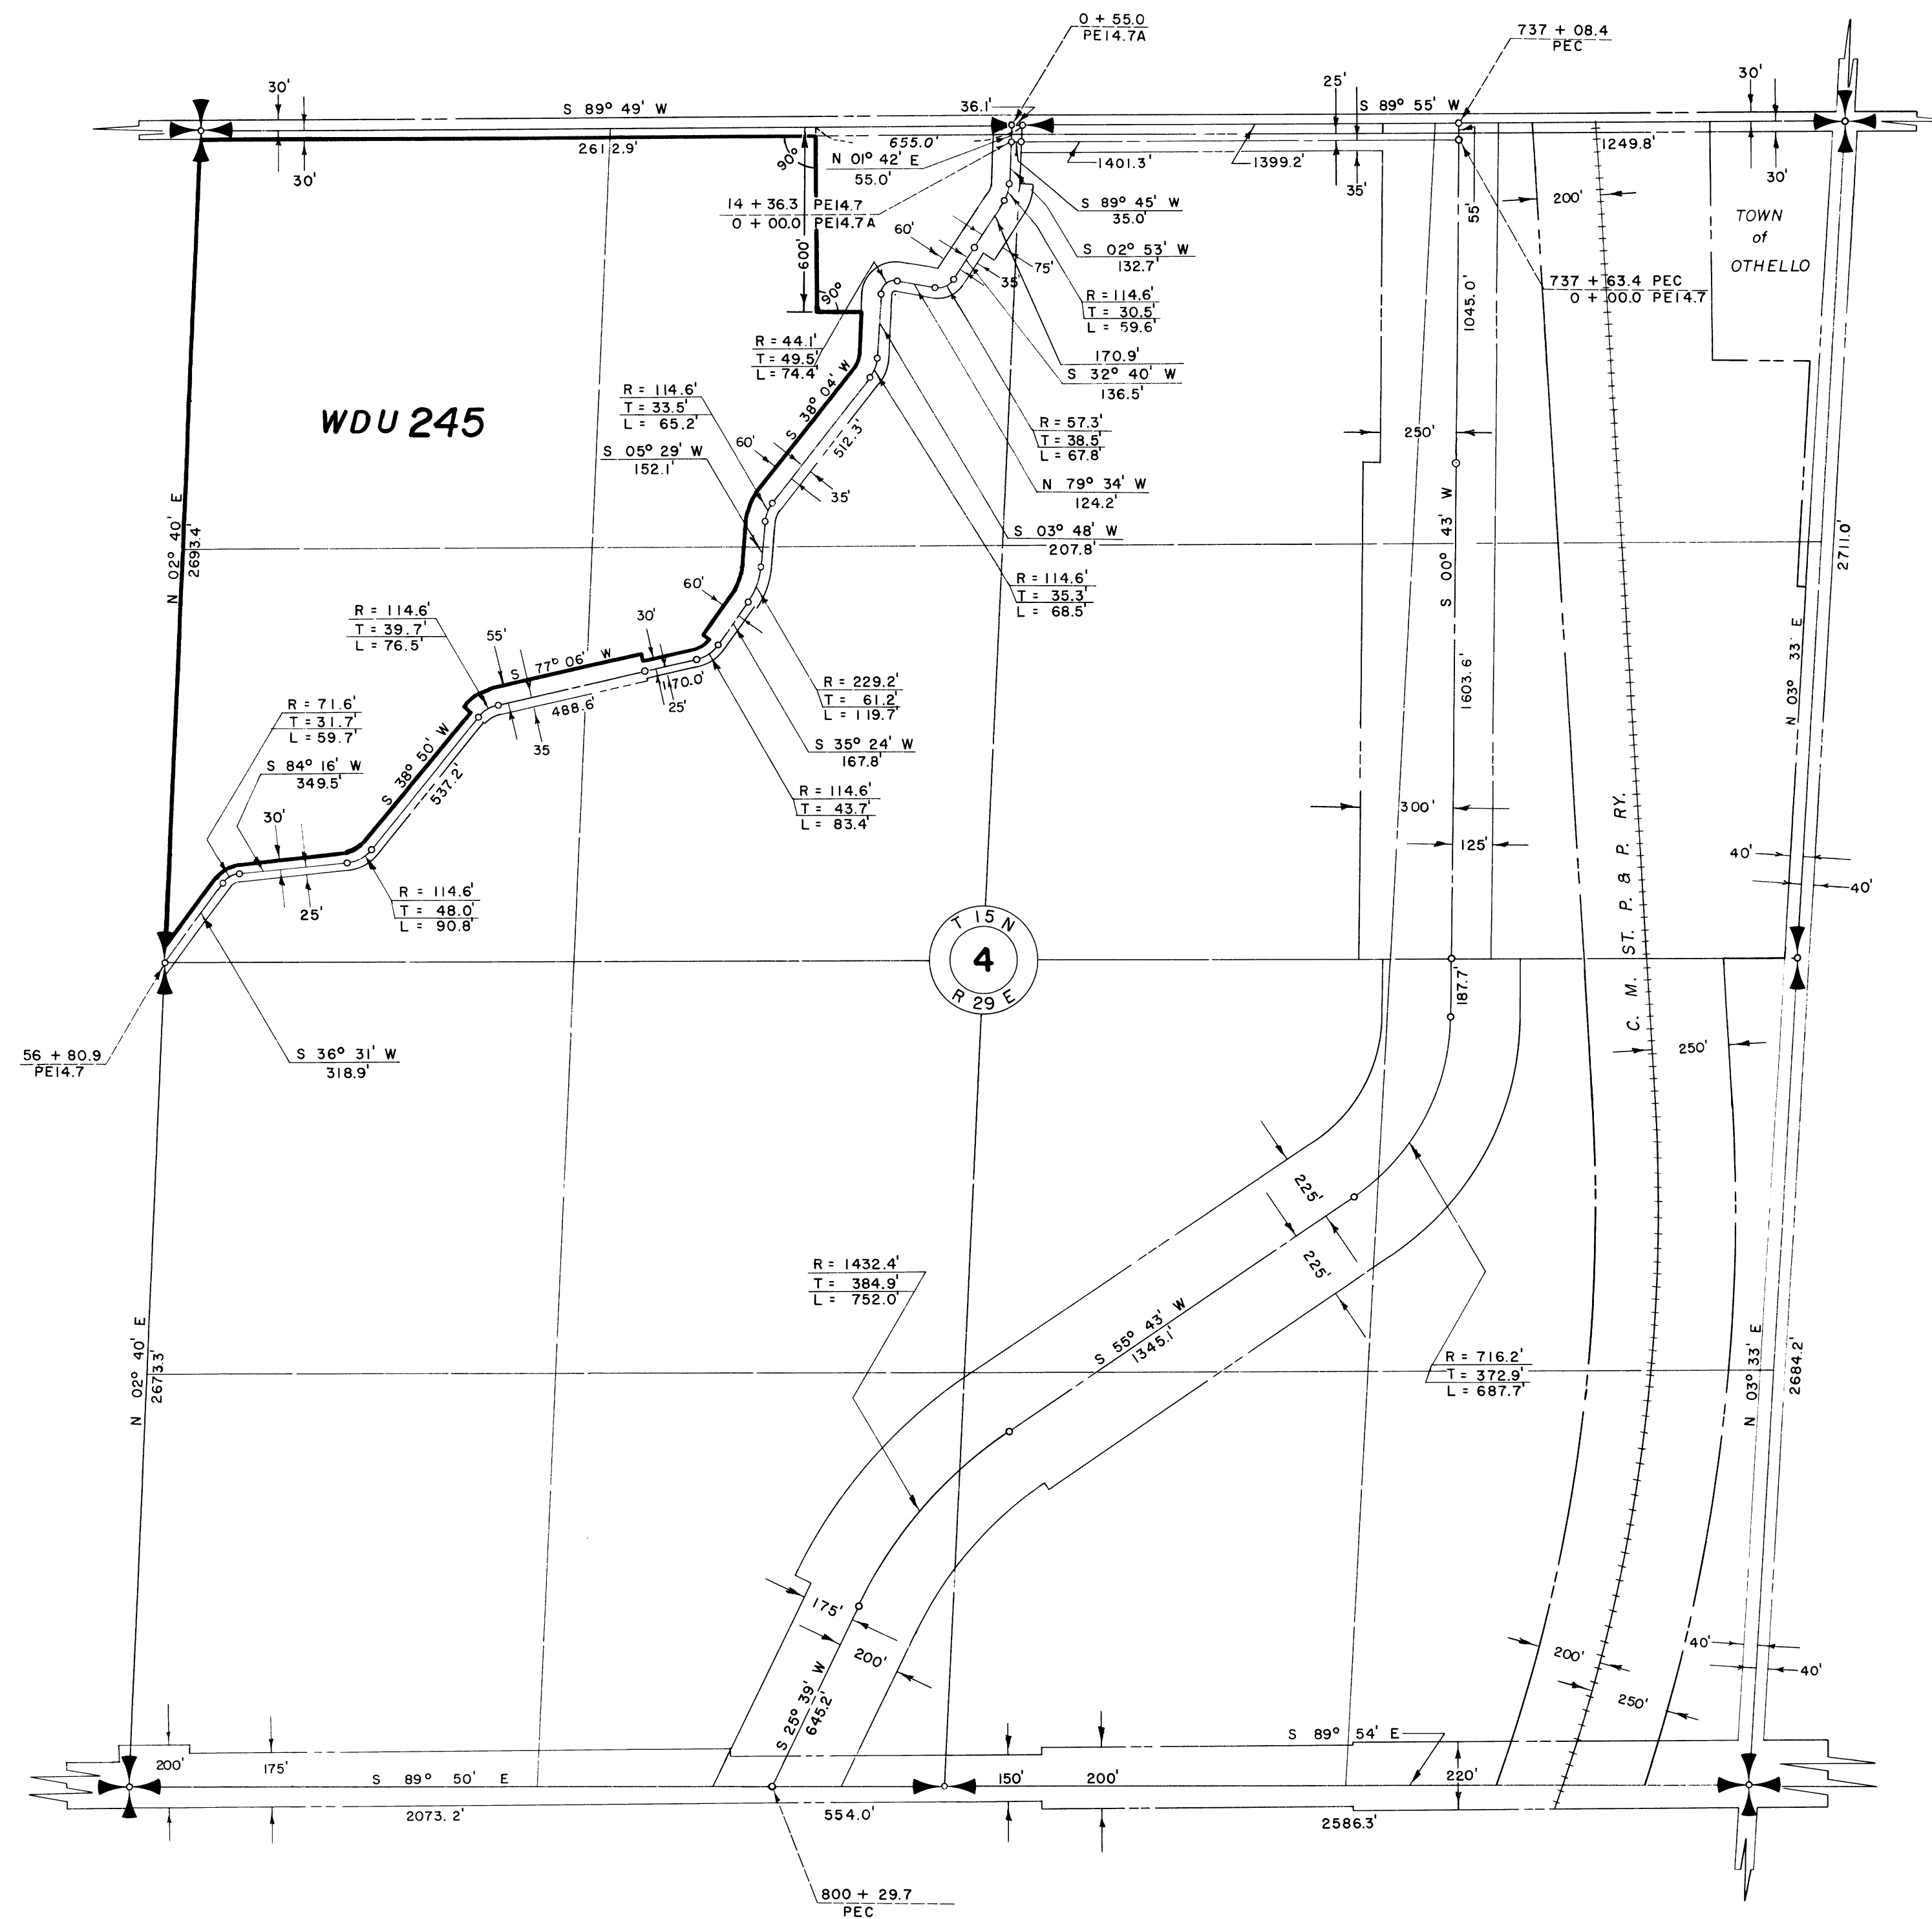 0 + 55.0
PE14.7A
737 + 08.4
PEC
30'
S 89° 49' W
36.1'
25'
S 89° 55' W
30'
30'
2612.9'
90°
655.0'
N 01° 42' E
55.0'
1401.3'
1399.2'
35'
1249.8'
30'
200'
55'
14 + 36.3 PE14.7
0 + 00.0 PE14.7A
S 89° 45' W
35.0'
TOWN
of
OTHELLO
60'
600'
S 02° 53' W
132.7'
75'
35'
90°
R = 114.6'
T = 30.5'
L = 59.6'
737 + 63.4 PEC
0 + 00.0 PE14.7
1045.0'
R = 44.1'
T = 49.5'
L = 74.4'
170.9'
S 32° 40' W
136.5'
WDU 245
R = 114.6'
T = 33.5'
L = 65.2'
S 38° 04' W
512.3'
60'
35'
R = 57.3'
T = 38.5'
L = 67.8'
250'
S 05° 29' W
152.1'
N 79° 34' W
124.2'
S 03° 48' W
207.8'
N 02° 40' E
2693.4'
S 00° 43' W
1603.6'
2711.0'
N 03° 33' E
R = 114.6'
T = 35.3'
L = 68.5'
60'
30'
R = 114.6'
T = 39.7'
L = 76.5'
55'
S 77° 06' W
170.0'
25'
488.6'
35
R = 229.2'
T = 61.2'
L = 119.7'
R = 71.6'
T = 31.7'
L = 59.7'
S 35° 24' W
167.8'
S 84° 16' W
349.5'
S 38° 50' W
537.2'
R = 114.6'
T = 43.7'
L = 83.4'
30'
300'
125'
C. M. ST. P. & P. RY.
40'
40'
25'
R = 114.6'
T = 48.0'
L = 90.8'
T 15 N
4
R 29 E
187.7'
56 + 80.9
PE14.7
S 36° 31' W
318.9'
250'
225'
225'
R = 1432.4'
T = 384.9'
L = 752.0'
S 55° 43' W
1345.1'
R = 716.2'
T = 372.9'
L = 687.7'
N 02° 40' E
2673.3'
N 03° 33' E
2684.2'
175'
200'
S 25° 39' W
645.2'
200'
250'
40'
40'
S 89° 54' E
200'
175'
S 89° 50' E
150'
200'
220'
2073.2'
554.0'
2586.3'
800 + 29.7
PEC